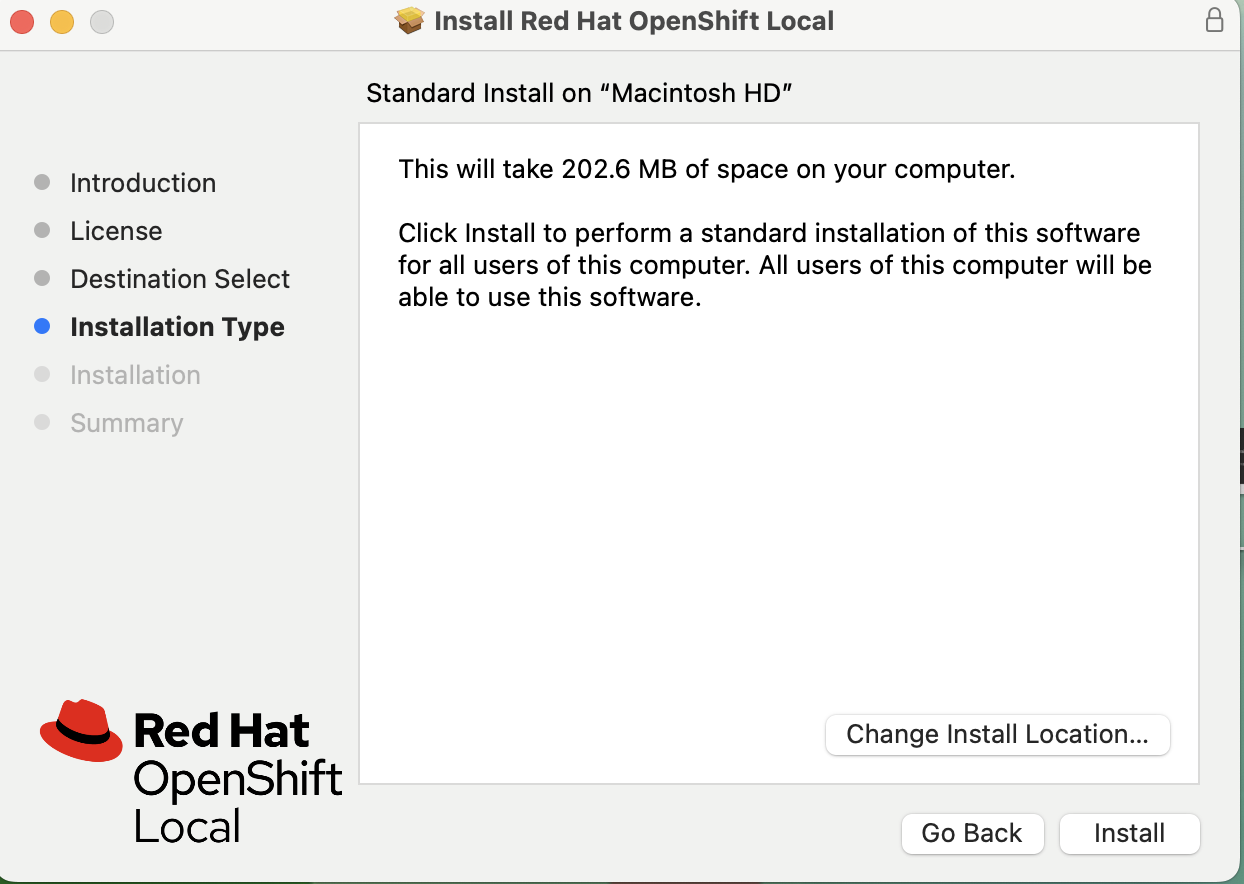 Install Red Hat OpenShift Local
Standard Install on “Macintosh HD”
Introduction
License
Destination Select
Installation Type
Installation
Summary
This will take 202.6 MB of space on your computer.
Click Install to perform a standard installation of this software
for all users of this computer. All users of this computer will be
able to use this software.
Change Install Location...
Red Hat
OpenShift
Local
Go Back
Install